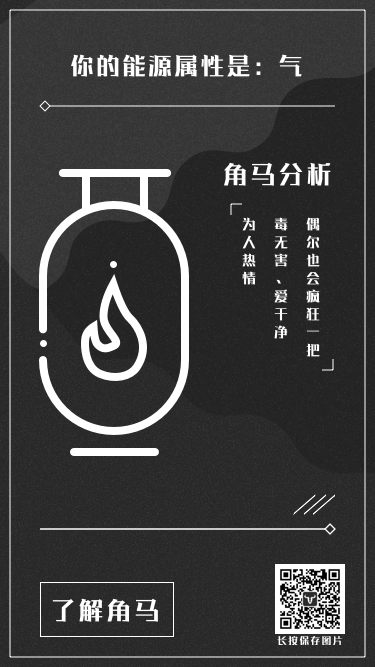 你的能源属性是：气
角马分析
「
为人热情
毒无害、爱干净
偶尔也会疯狂一把
」
了解角马
长按保存图片